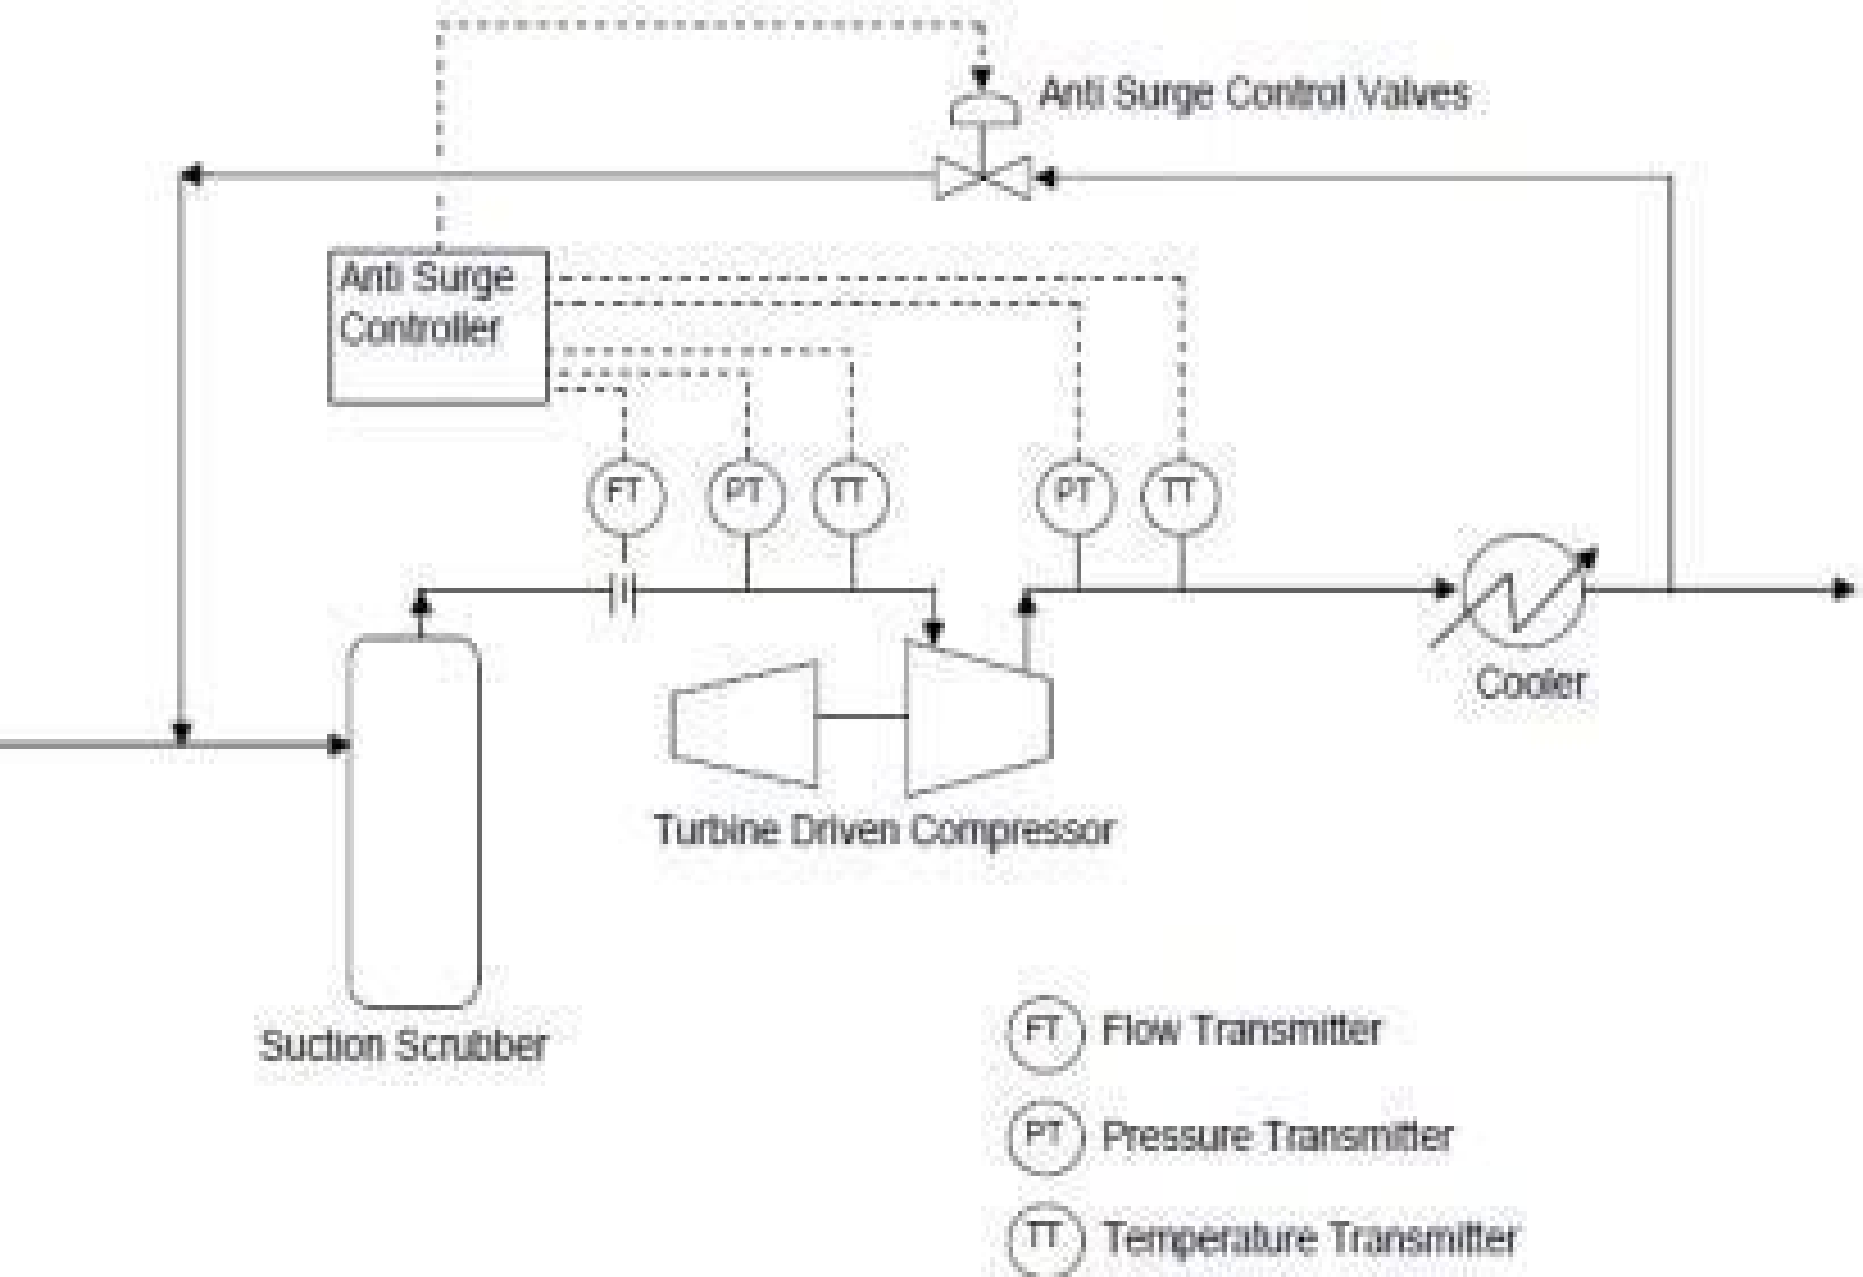 Anti Surge Control Valves
Anti Surge
Controller
FT
PT
TT
PT
TT
Cooler
Turbine Driven Compressor
Suction Scrubber
FT Flow Transmitter
PT Pressure Transmitter
TT Temperature Transmitter